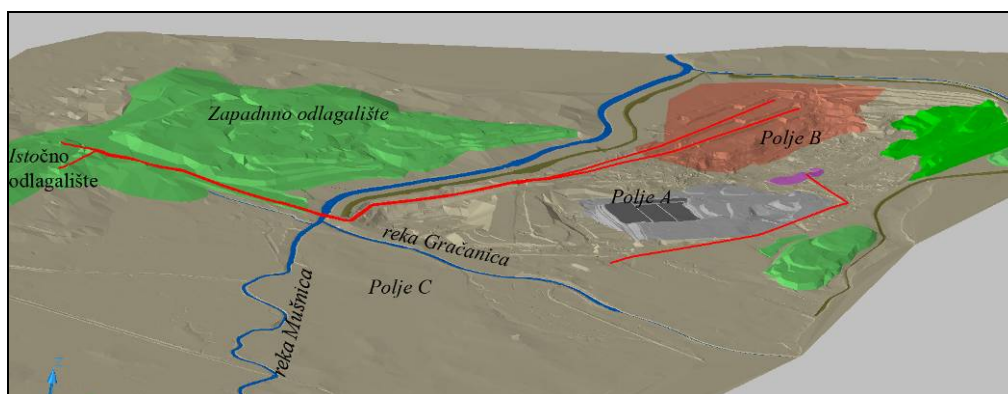 Zapadnno odlagalište
Istočno
odlagalište
Polje B
Polje A
reka Gračanica
Polje C
reka Mušnica